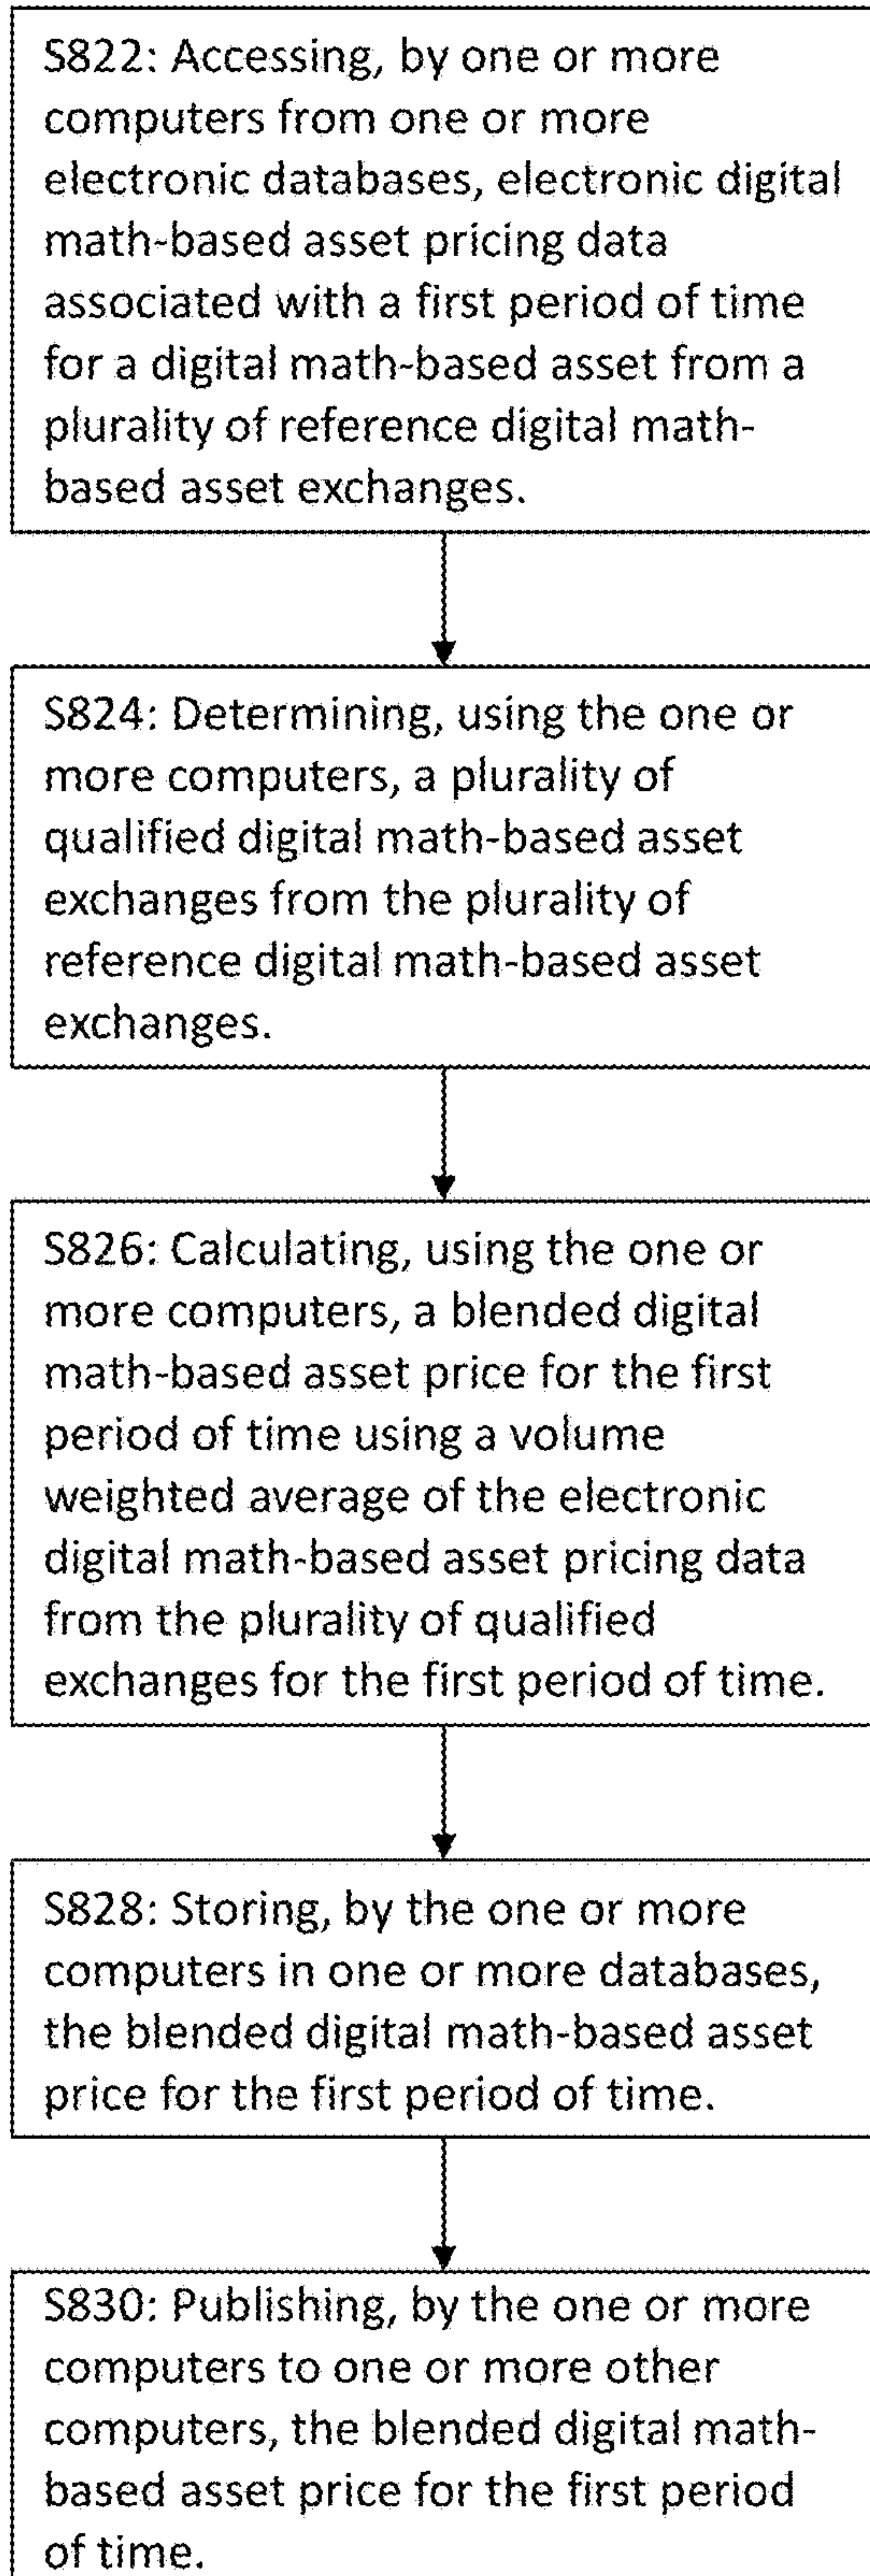 S822: Accessing, by one or more
computers from one or more
electronic databases, electronic digital
math-based asset pricing data
associated with a first period of time
for a digital math-based asset from a
plurality of reference digital math-
based asset exchanges.
S824: Determining, using the one or
more computers, a plurality of
qualified digital math-based asset
exchanges from the plurality of
reference digital math-based asset
exchanges.
S826: Calculating, using the one or
more computers, a blended digital
math-based asset price for the first
period of time using a volume
weighted average of the electronic
digital math-based asset pricing data
from the plurality of qualified
exchanges for the first period of time.
S828: Storing, by the one or more
computers in one or more databases,
the blended digital math-based asset
price for the first period of time.
S830: Publishing, by the one or more
computers to one or more other
computers, the blended digital math-
based asset price for the first period
of time.